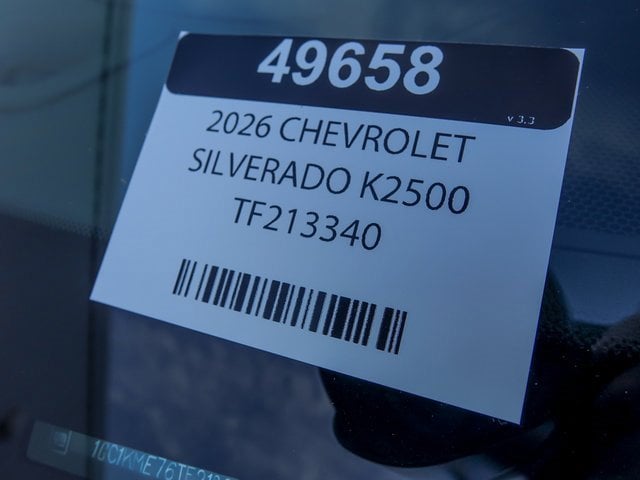 49658
v 3.3
2026 CHEVROLET
SILVERADO K2500
TF213340